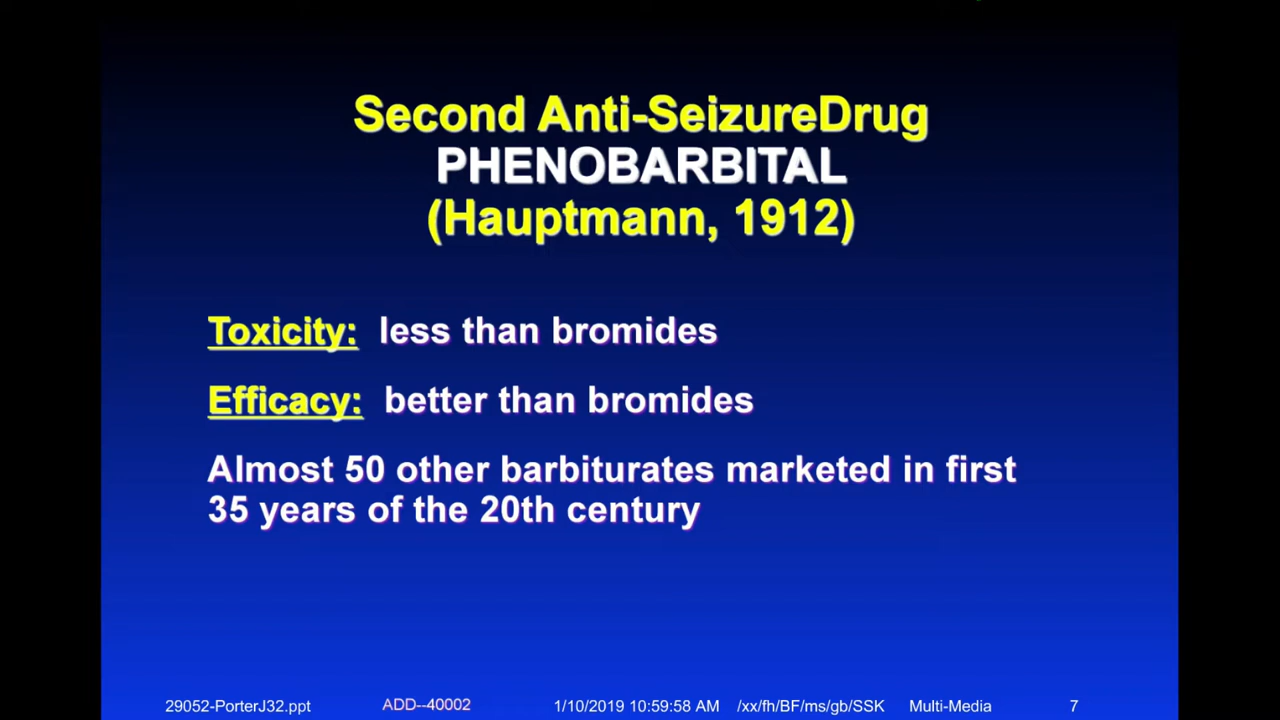 Second Anti-SeizureDrug
PHENOBARBITAL
(Hauptmann, 1912)
Toxicity: less than bromides
Efficacy: better than bromides
Almost 50 other barbiturates marketed in first
35 years of the 20th century
29052-PorterJ32.ppt ADD--40002 1/10/2019 10:59:58 AM /xx/fh/BF/ms/gb/SSK Multi-Media 7